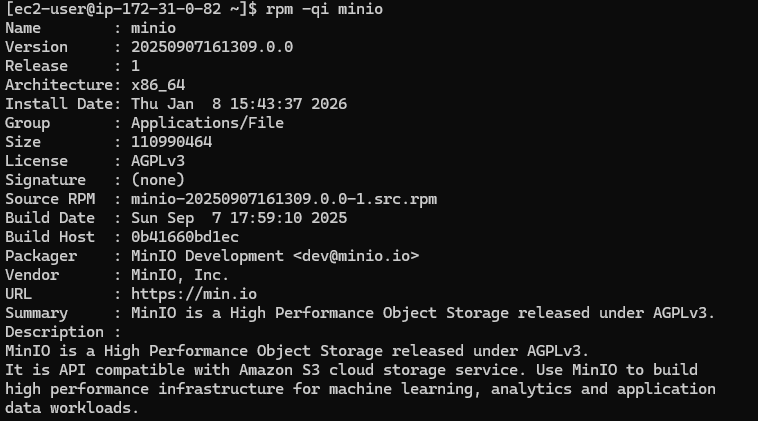 [ec2-user@ip-172-31-0-82 ~]$ rpm -qi minio
Name        : minio
Version     : 20250907161309.0.0
Release     : 1
Architecture: x86_64
Install Date: Thu Jan  8 15:43:37 2026
Group       : Applications/File
Size        : 110990464
License     : AGPLv3
Signature   : (none)
Source RPM  : minio-20250907161309.0.0-1.src.rpm
Build Date  : Sun Sep  7 17:59:10 2025
Build Host  : 0b41660bd1ec
Packager    : MinIO Development <dev@minio.io>
Vendor      : MinIO, Inc.
URL         : https://min.io
Summary     : MinIO is a High Performance Object Storage released under AGPLv3.
Description :
MinIO is a High Performance Object Storage released under AGPLv3.
It is API compatible with Amazon S3 cloud storage service. Use MinIO to build
high performance infrastructure for machine learning, analytics and application
data workloads.